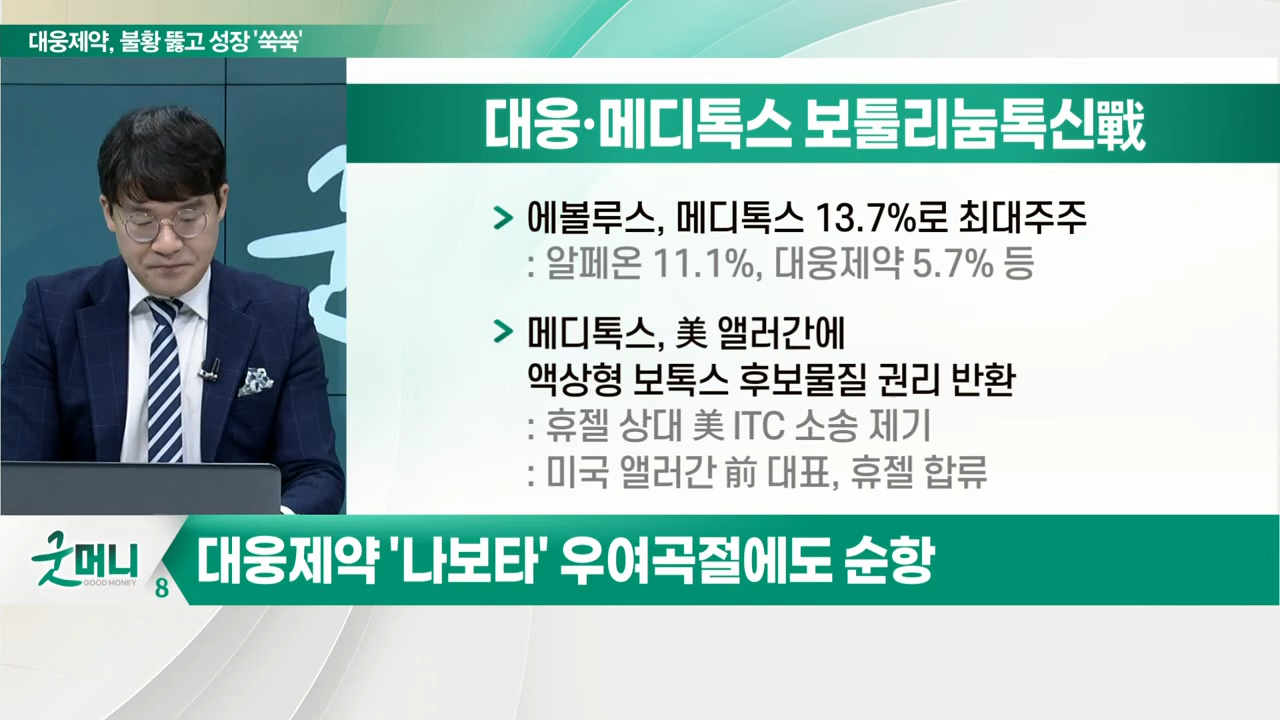 대웅제약, 불황 뚫고 성장 '쑥쑥'
대웅·메디톡스 보툴리눔톡신戰
> 에볼루스, 메디톡스 13.7%로 최대주주
: 알페온 11.1%, 대웅제약 5.7% 등
> 메디톡스, 美 앨러간에
액상형 보톡스 후보물질 권리 반환
: 휴젤 상대 美 ITC 소송 제기
: 미국 앨러간 前 대표, 휴젤 합류
굿머니
GOOD MONEY
8
대웅제약 '나보타' 우여곡절에도 순항